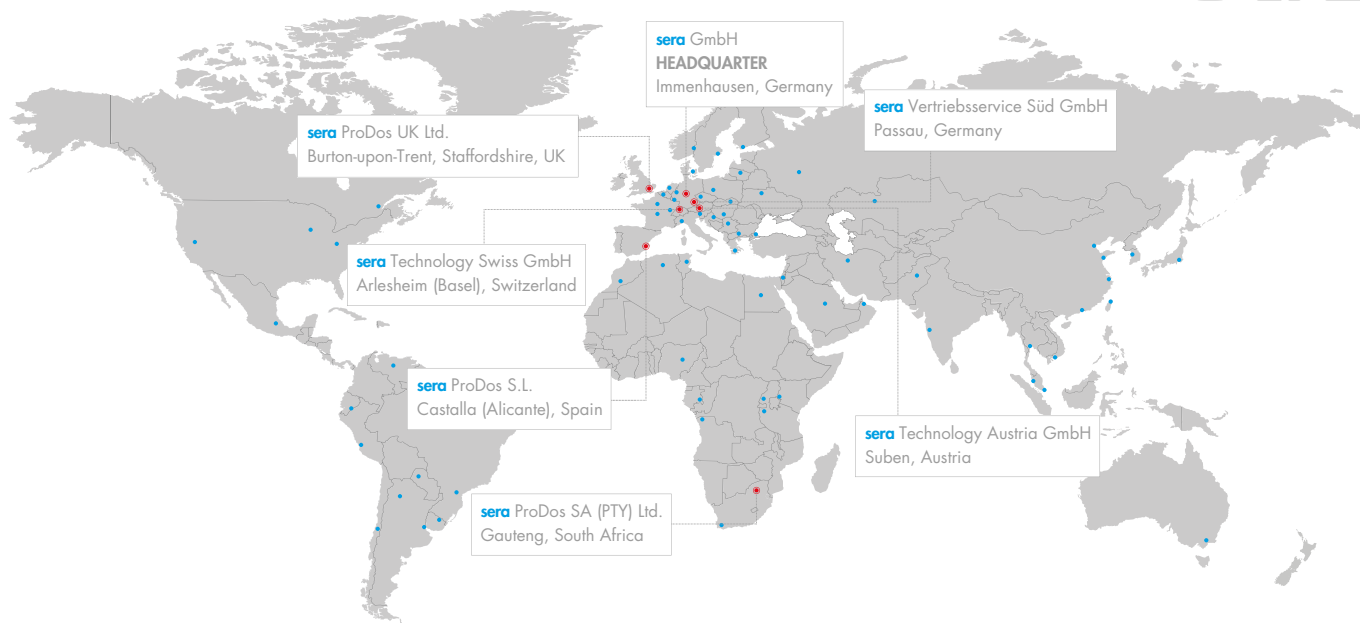 sera GmbH
HEADQUARTER
Immenhausen, Germany
sera Vertriebsservice Süd GmbH
Passau, Germany
sera ProDos UK Ltd.
Burton-upon-Trent, Staffordshire, UK
sera Technology Swiss GmbH
Arlesheim (Basel), Switzerland
sera ProDos S.L.
Castalla (Alicante), Spain
sera Technology Austria GmbH
Suben, Austria
sera ProDos SA (PTY) Ltd.
Gauteng, South Africa